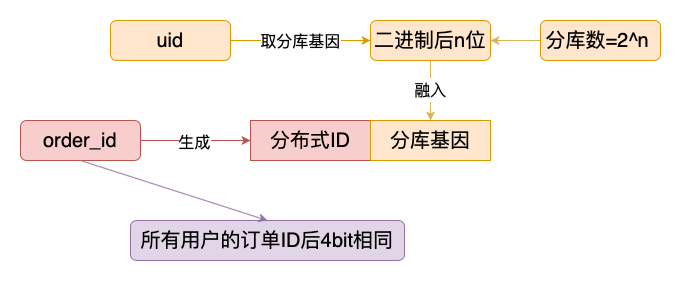 uid
取分库基因
二进制后n位
分库数=2^n
融入
order_id
生成
分布式ID
分库基因
所有用户的订单ID后4bit相同